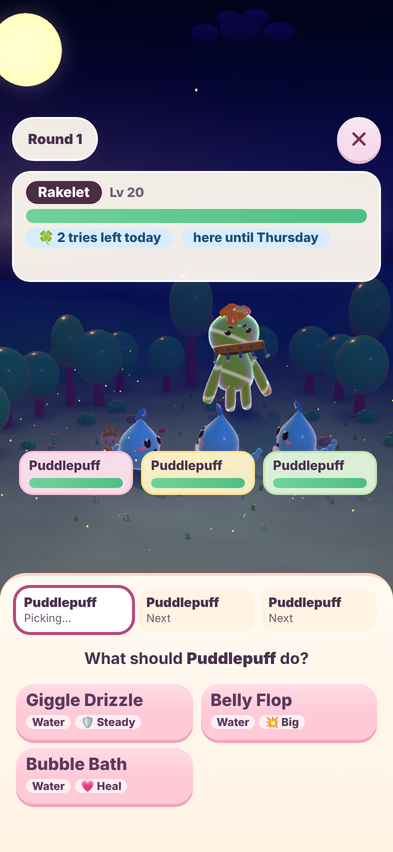 Round 1
Rakelet Lv 20
🍀 2 tries left today here until Thursday
Puddlepuff Puddlepuff Puddlepuff
Puddlepuff Puddlepuff Puddlepuff
Picking... Next Next
What should Puddlepuff do?
Giggle Drizzle Belly Flop
Water 🛡️ Steady Water 💥 Big
Bubble Bath
Water 💗 Heal